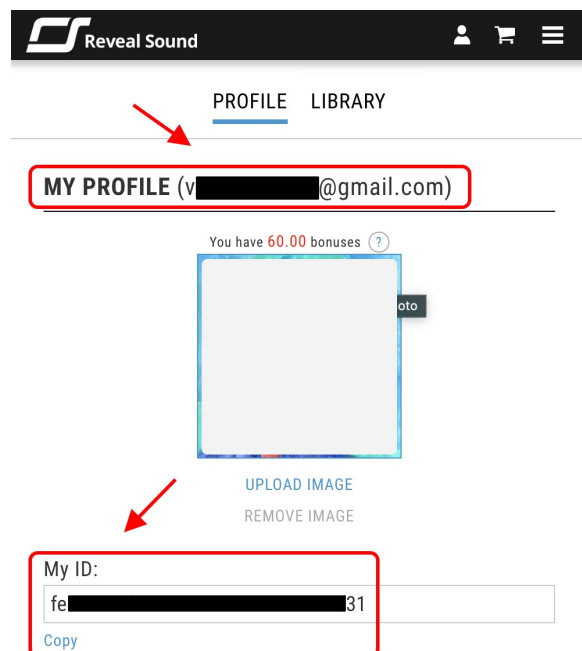 Reveal Sound
PROFILE LIBRARY
MY PROFILE (v @gmail.com)
You have 60.00 bonuses ?
oto
UPLOAD IMAGE
REMOVE IMAGE
My ID:
fe 31
Copy